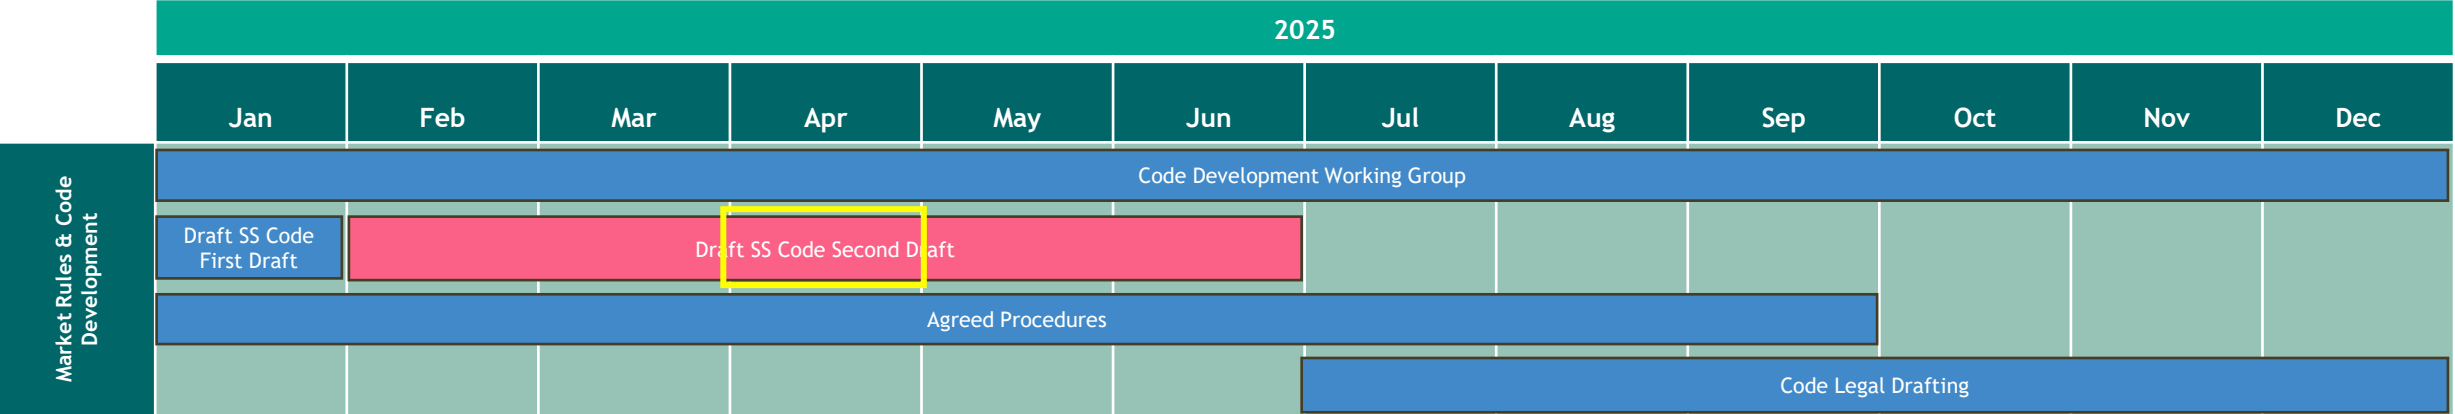 2025
Jan
Feb
Mar
Apr
May
Jun
Jul
Aug
Sep
Oct
Nov
Dec
Market Rules & Code
Development
Code Development Working Group
Draft SS Code
First Draft
Draft SS Code Second Draft
Agreed Procedures
Code Legal Drafting